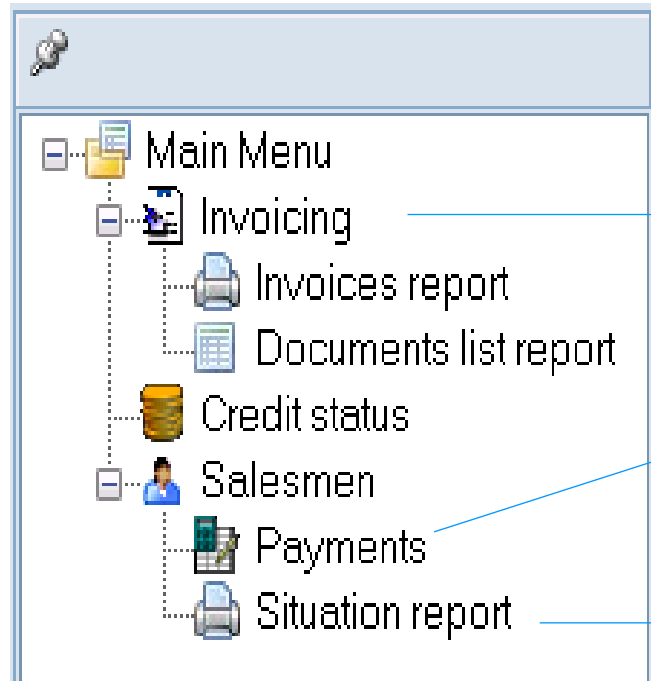 Main Menu
Invoicing
Invoices report
Documents list report
Credit status
Salesmen
Payments
Situation report